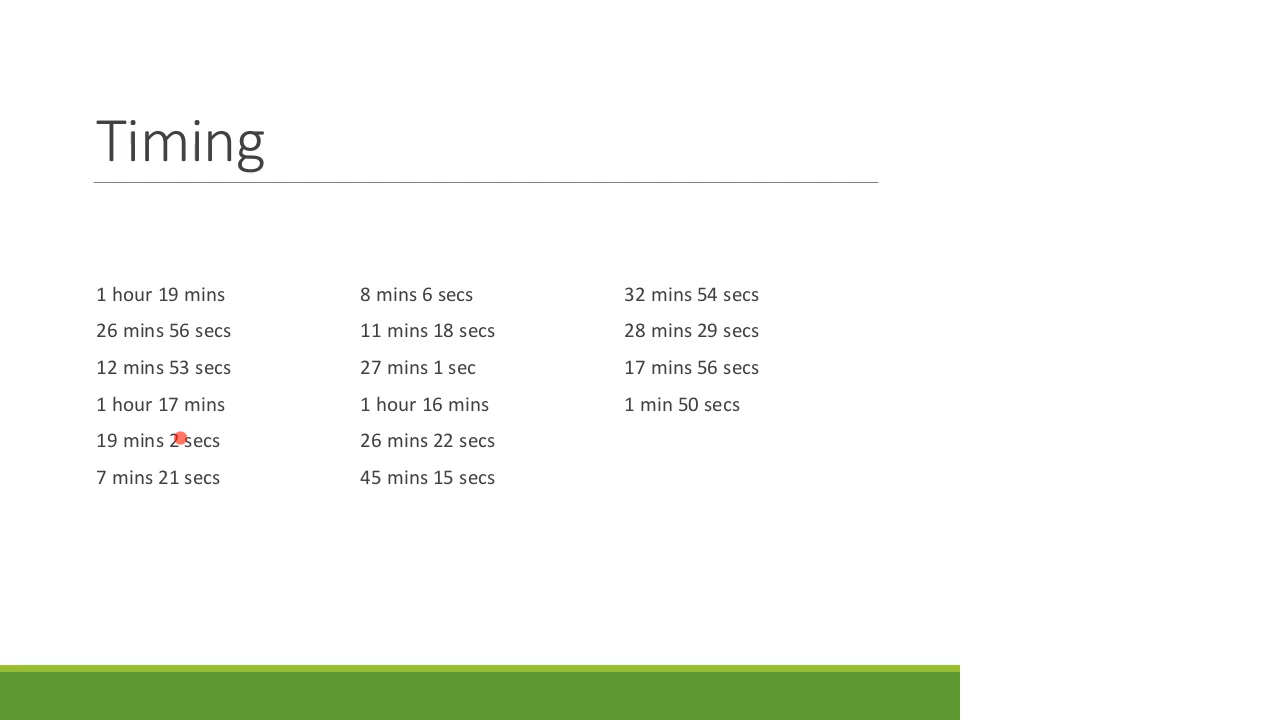 Timing
1 hour 19 mins
26 mins 56 secs
12 mins 53 secs
1 hour 17 mins
19 mins 2 secs
7 mins 21 secs
8 mins 6 secs
11 mins 18 secs
27 mins 1 sec
1 hour 16 mins
26 mins 22 secs
45 mins 15 secs
32 mins 54 secs
28 mins 29 secs
17 mins 56 secs
1 min 50 secs